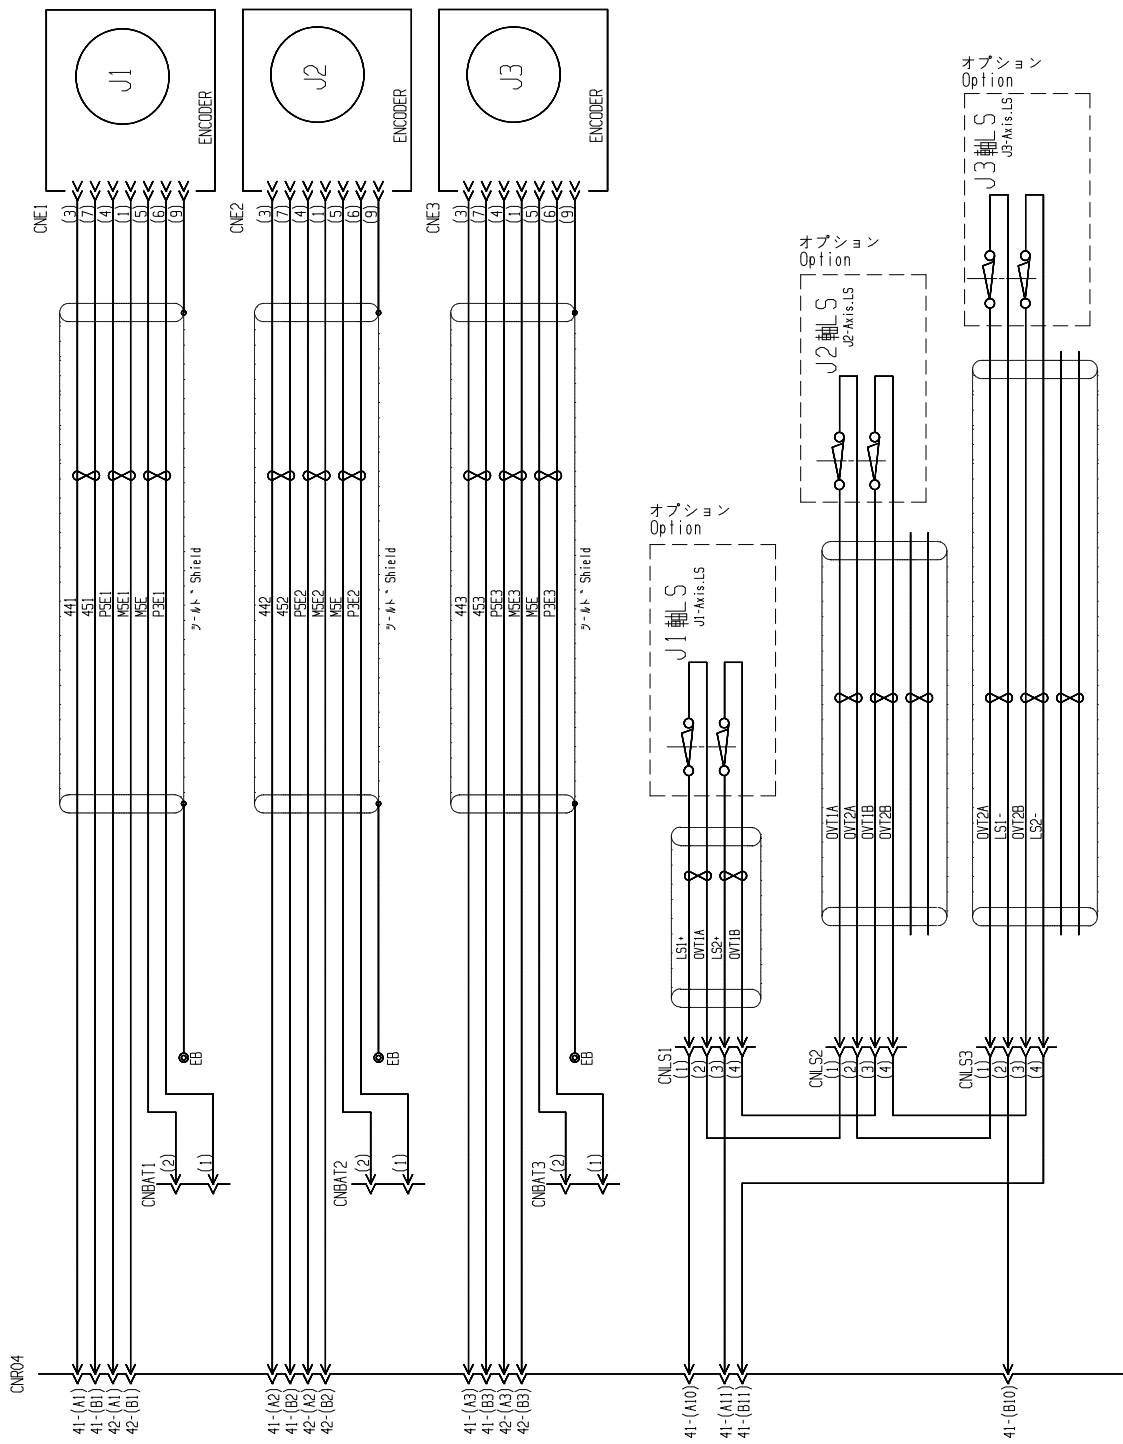 J1
ENCODER
CNE1
(3)
(7)
(4)
(1)
(5)
(6)
(9)
441
451
P5E1
M5E1
M5E
P3E1
シールド Shield
EB
CNBAT1
(2)
(1)
J2
ENCODER
CNE2
(3)
(7)
(4)
(1)
(5)
(6)
(9)
442
452
P5E2
M5E2
M5E
P3E2
シールド Shield
EB
CNBAT2
(2)
(1)
J3
ENCODER
CNE3
(3)
(7)
(4)
(1)
(5)
(6)
(9)
443
453
P5E3
M5E3
M5E
P3E3
シールド Shield
EB
CNBAT3
(2)
(1)
オプション
Option
J1軸LS
J1-Axis.LS
LS1+
OVT1A
LS2+
OVT1B
CNLS1
(1)
(2)
(3)
(4)
オプション
Option
J2軸LS
J2-Axis.LS
OVT1A
OVT2A
OVT1B
OVT2B
CNLS2
(1)
(2)
(3)
(4)
オプション
Option
J3軸LS
J3-Axis.LS
OVT2A
LS1-
OVT2B
LS2-
CNLS3
(1)
(2)
(3)
(4)
CNR04
41-(A1)
41-(B1)
42-(A1)
42-(B1)
41-(A2)
41-(B2)
42-(A2)
42-(B2)
41-(A3)
41-(B3)
42-(A3)
42-(B3)
41-(A10)
41-(A11)
41-(B11)
41-(B10)